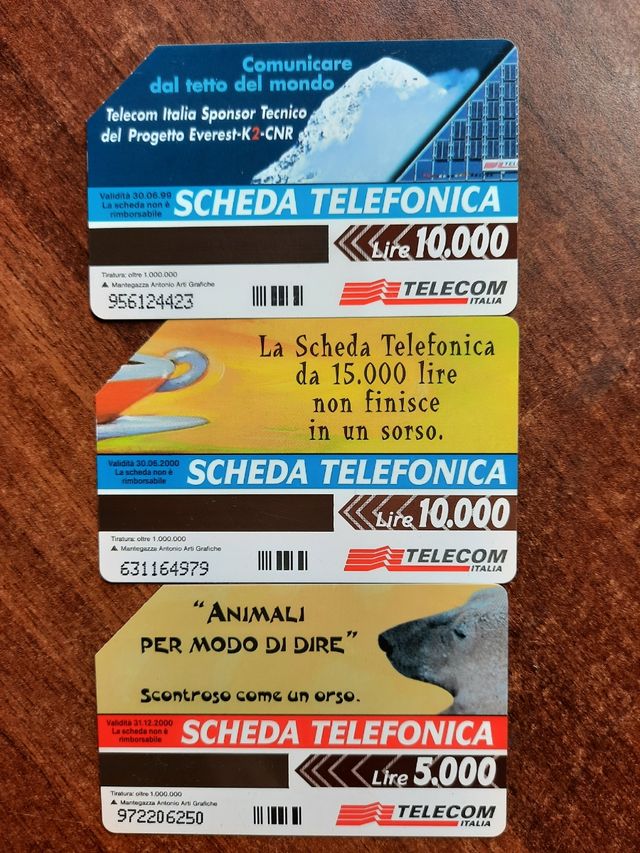 Comunicare
dal tetto del mondo
Telecom Italia Sponsor Tecnico
del Progetto Everest-K2-CNR
Validità 30.06.99
La scheda non è
rimborsabile
SCHEDA TELEFONICA
Lire 10.000
Tiratura: oltre 1.000.000
Mantegazza Antonio Arti Grafiche
956124423
TELECOM
ITALIA
La Scheda Telefonica
da 15.000 lire
non finisce
in un sorso.
Validità 30.06.2000
La scheda non è
rimborsabile
SCHEDA TELEFONICA
Lire 10.000
Tiratura: oltre 1.000.000
Mantegazza Antonio Arti Grafiche
631164979
TELECOM
ITALIA
"ANIMALI
PER MODO DI DIRE"
Scontroso come un orso.
Validità 31.12.2000
La scheda non è
rimborsabile
SCHEDA TELEFONICA
Lire 5.000
Tiratura: oltre 1.000.000
Mantegazza Antonio Arti Grafiche
972206250
TELECOM
ITALIA